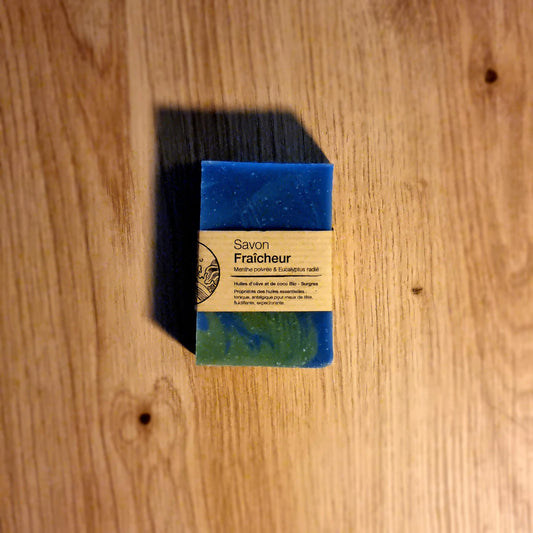 Savon
Fraîcheur
Menthe poivrée & Eucalyptus radié
Huiles d'olive et de coco Bio - Surgras
Propriétés des huiles essentielles :
tonique, antalgique pour maux de tête,
fluidifiante, expectorante.